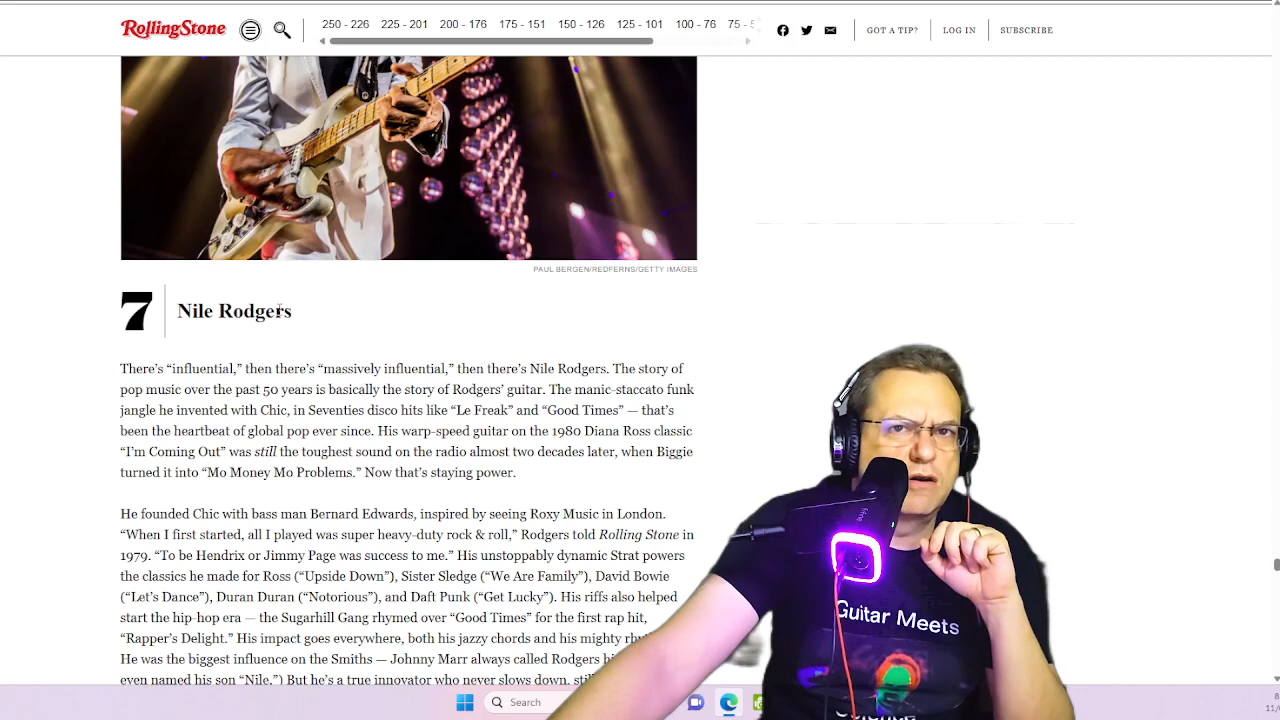 RollingStone
250 - 226 225 - 201 200 - 176 175 - 151 150 - 126 125 - 101 100 - 76 75 -
GOT A TIP? LOG IN SUBSCRIBE
PAUL BERGEN/REDFERNS/GETTY IMAGES
7 Nile Rodgers
There's “influential,” then there's “massively influential,” then there's Nile Rodgers. The story of
pop music over the past 50 years is basically the story of Rodgers' guitar. The manic-staccato funk
jangle he invented with Chic, in Seventies disco hits like “Le Freak” and “Good Times” — that's
been the heartbeat of global pop ever since. His warp-speed guitar on the 1980 Diana Ross classic
“I'm Coming Out” was still the toughest sound on the radio almost two decades later, when Biggie
turned it into “Mo Money Mo Problems.” Now that's staying power.
He founded Chic with bass man Bernard Edwards, inspired by seeing Roxy Music in London.
“When I first started, all I played was super heavy-duty rock & roll,” Rodgers told Rolling Stone in
1979. “To be Hendrix or Jimmy Page was success to me.” His unstoppably dynamic Strat powers
the classics he made for Ross (“Upside Down”), Sister Sledge (“We Are Family”), David Bowie
(“Let's Dance”), Duran Duran (“Notorious”), and Daft Punk (“Get Lucky”). His riffs also helped
start the hip-hop era — the Sugarhill Gang rhymed over “Good Times” for the first rap hit,
“Rapper's Delight.” His impact goes everywhere, both his jazzy chords and his mighty
He was the biggest influence on the Smiths — Johnny Marr always called Rodgers
even named his son “Nile.”) But he's a true innovator who never slows down,
Guitar Meets
Science
Search